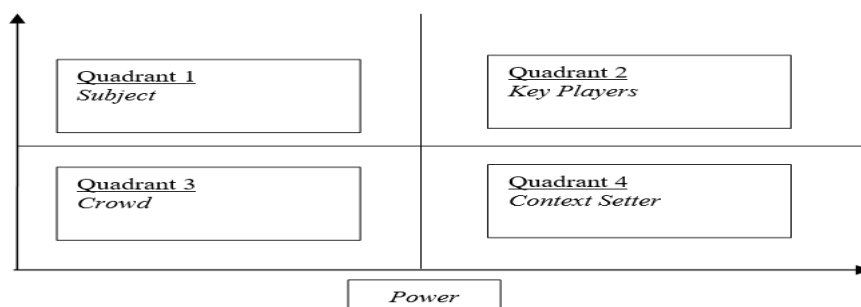 Quadrant 1
Subject
Quadrant 2
Key Players
Quadrant 3
Crowd
Quadrant 4
Context Setter
Power